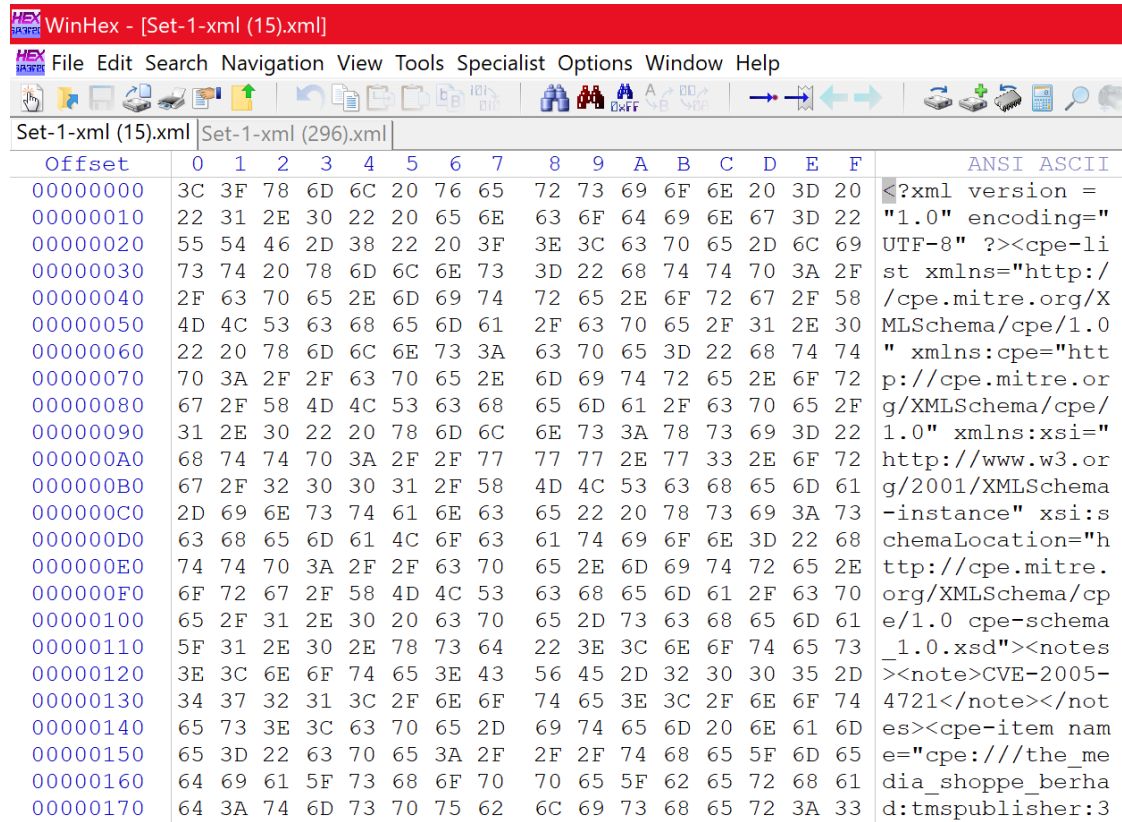 WinHex - [Set-1-xml (15).xml]
File Edit Search Navigation View Tools Specialist Options Window Help
Set-1-xml (15).xml Set-1-xml (296).xml
Offset 0 1 2 3 4 5 6 7 8 9 A B C D E F ANSI ASCII
00000000 3C 3F 78 6D 6C 20 76 65 72 73 69 6F 6E 20 3D 20 <?xml version =
00000010 22 31 2E 30 22 20 65 6E 63 6F 64 69 6E 67 3D 22 "1.0" encoding="
00000020 55 54 46 2D 38 22 20 3F 3E 3C 63 70 65 2D 6C 69 UTF-8" ?><cpe-li
00000030 73 74 20 78 6D 6C 6E 73 3D 22 68 74 74 70 3A 2F st xmlns="http:/
00000040 2F 63 70 65 2E 6D 69 74 72 65 2E 6F 72 67 2F 58 /cpe.mitre.org/X
00000050 4D 4C 53 63 68 65 6D 61 2F 63 70 65 2F 31 2E 30 MLSchema/cpe/1.0
00000060 22 20 78 6D 6C 6E 73 3A 63 70 65 3D 22 68 74 74 " xmlns:cpe="htt
00000070 70 3A 2F 2F 63 70 65 2E 6D 69 74 72 65 2E 6F 72 p://cpe.mitre.or
00000080 67 2F 58 4D 4C 53 63 68 65 6D 61 2F 63 70 65 2F g/XMLSchema/cpe/
00000090 31 2E 30 22 20 78 6D 6C 6E 73 3A 78 73 69 3D 22 1.0" xmlns:xsi="
000000A0 68 74 74 70 3A 2F 2F 77 77 77 2E 77 33 2E 6F 72 http://www.w3.or
000000B0 67 2F 32 30 30 31 2F 58 4D 4C 53 63 68 65 6D 61 g/2001/XMLSchema
000000C0 2D 69 6E 73 74 61 6E 63 65 22 20 78 73 69 3A 73 -instance" xsi:s
000000D0 63 68 65 6D 61 4C 6F 63 61 74 69 6F 6E 3D 22 68 chemaLocation="h
000000E0 74 74 70 3A 2F 2F 63 70 65 2E 6D 69 74 72 65 2E ttp://cpe.mitre.
000000F0 6F 72 67 2F 58 4D 4C 53 63 68 65 6D 61 2F 63 70 org/XMLSchema/cp
00000100 65 2F 31 2E 30 20 63 70 65 2D 73 63 68 65 6D 61 e/1.0 cpe-schema
00000110 5F 31 2E 30 2E 78 73 64 22 3E 3C 6E 6F 74 65 73 _1.0.xsd"><notes
00000120 3E 3C 6E 6F 74 65 3E 43 56 45 2D 32 30 30 35 2D ><note>CVE-2005-
00000130 34 37 32 31 3C 2F 6E 6F 74 65 3E 3C 2F 6E 6F 74 4721</note></not
00000140 65 73 3E 3C 63 70 65 2D 69 74 65 6D 20 6E 61 6D es><cpe-item nam
00000150 65 3D 22 63 70 65 3A 2F 2F 2F 74 68 65 5F 6D 65 e="cpe:///the_me
00000160 64 69 61 5F 73 68 6F 70 70 65 5F 62 65 72 68 61 dia_shoppe_berha
00000170 64 3A 74 6D 73 70 75 62 6C 69 73 68 65 72 3A 33 d:tmspublisher:3